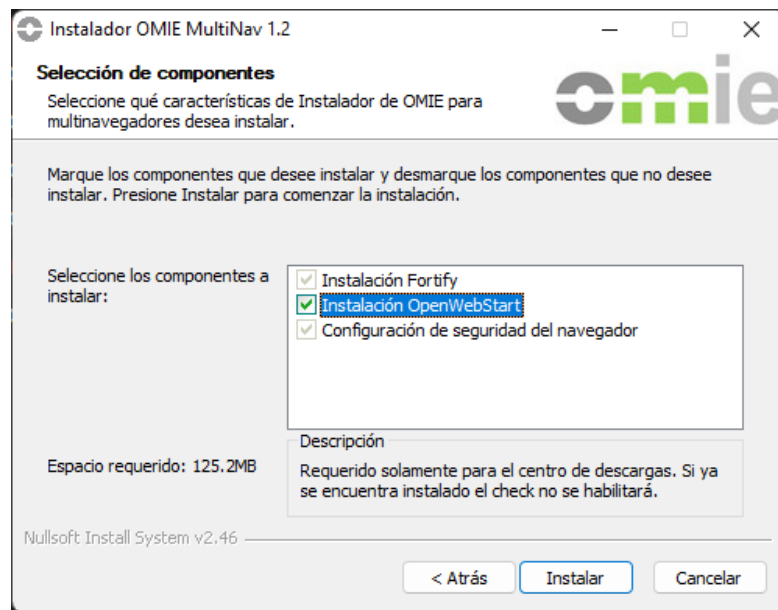 Instalador OMIE MultiNav 1.2
Selección de componentes
Seleccione qué características de Instalador de OMIE para
multinavegadores desea instalar.
omie
Marque los componentes que desee instalar y desmarque los componentes que no desee
instalar. Presione Instalar para comenzar la instalación.
Seleccione los componentes a
instalar:
Instalación Fortify
Instalación OpenWebStart
Configuración de seguridad del navegador
Espacio requerido: 125.2MB
Descripción
Requerido solamente para el centro de descargas. Si ya
se encuentra instalado el check no se habilitará.
Nullsoft Install System v2.46
< Atrás
Instalar
Cancelar